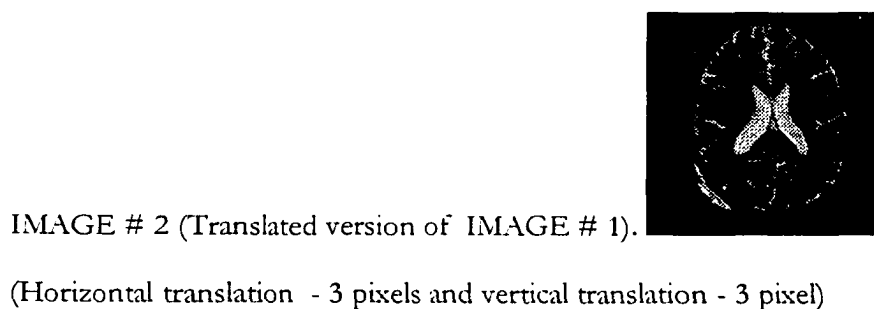 IMAGE # 2 (Translated version of IMAGE # 1).
(Horizontal translation - 3 pixels and vertical translation - 3 pixel)